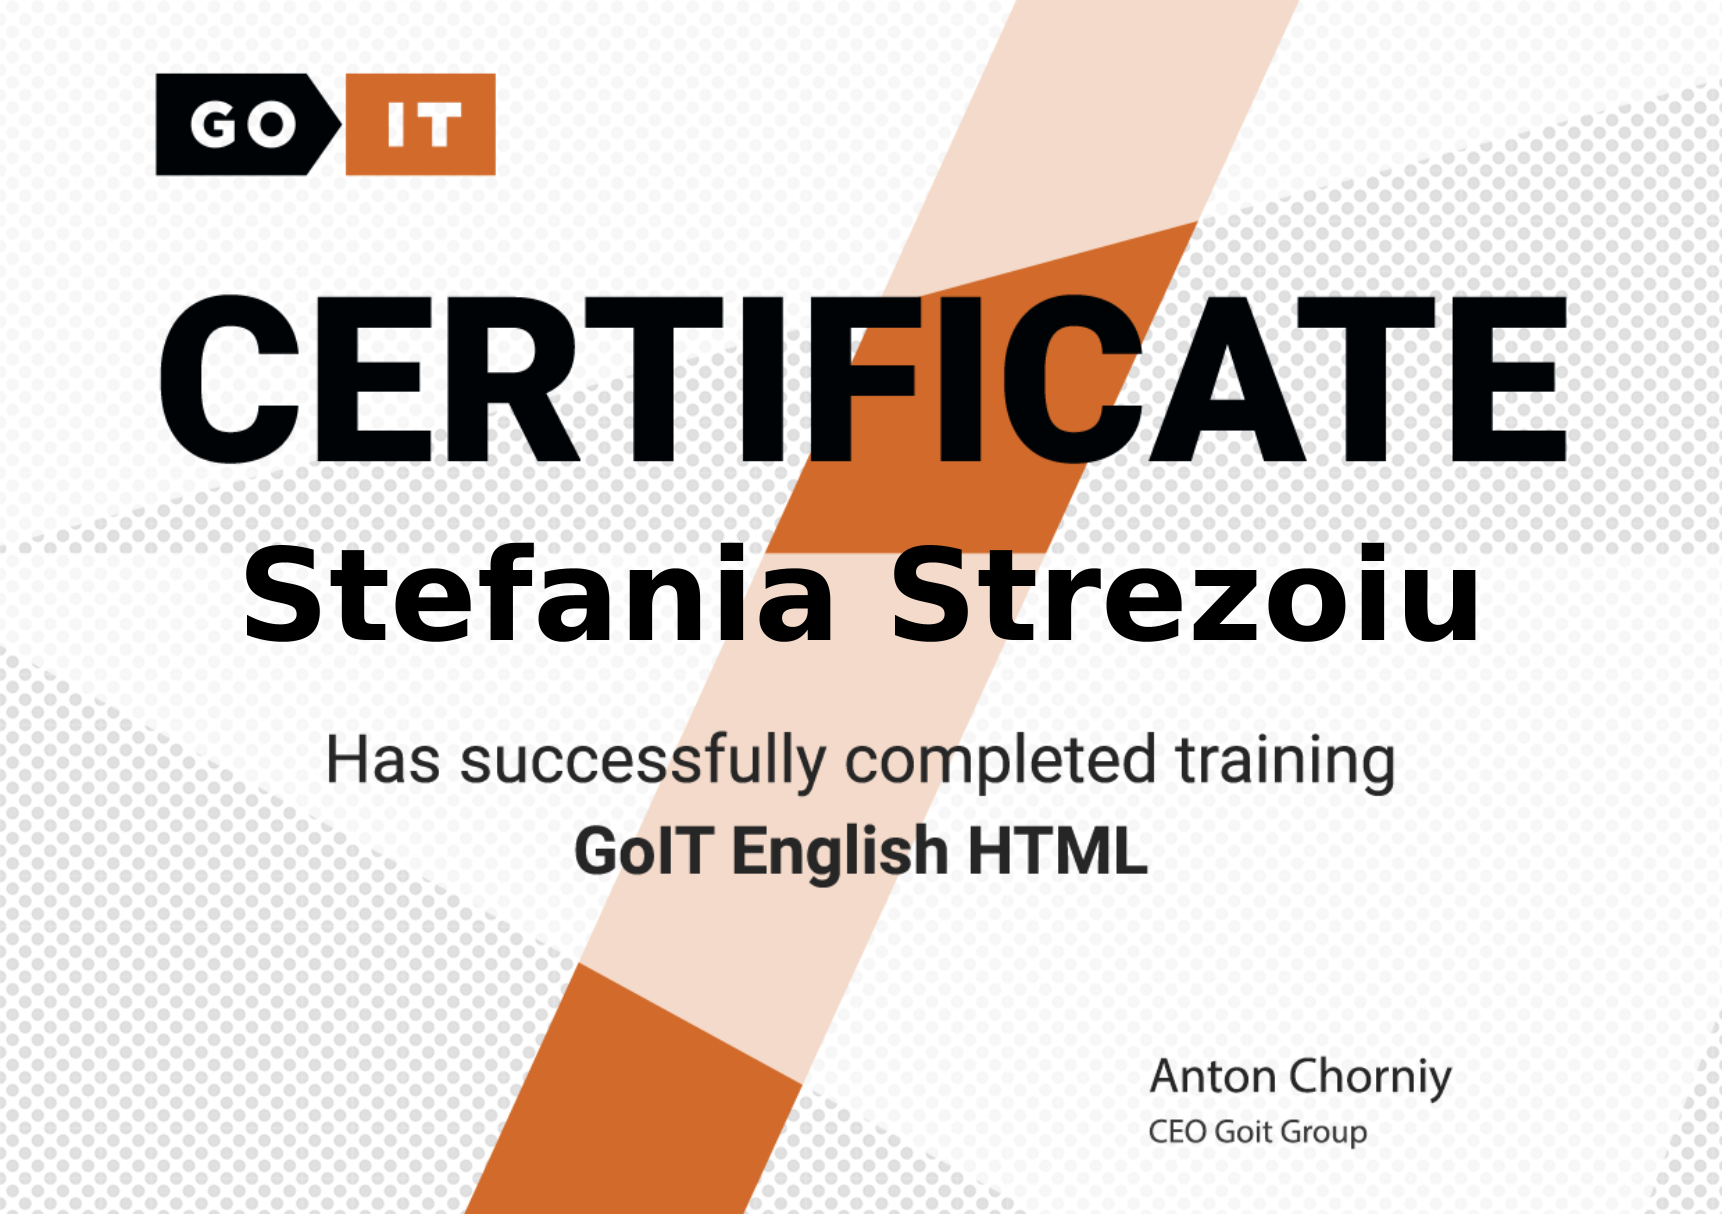 GO IT
CERTIFICATE
Stefania Strezoiu
Has successfully completed training
GoIT English HTML
Anton Chorniy
CEO Goit Group